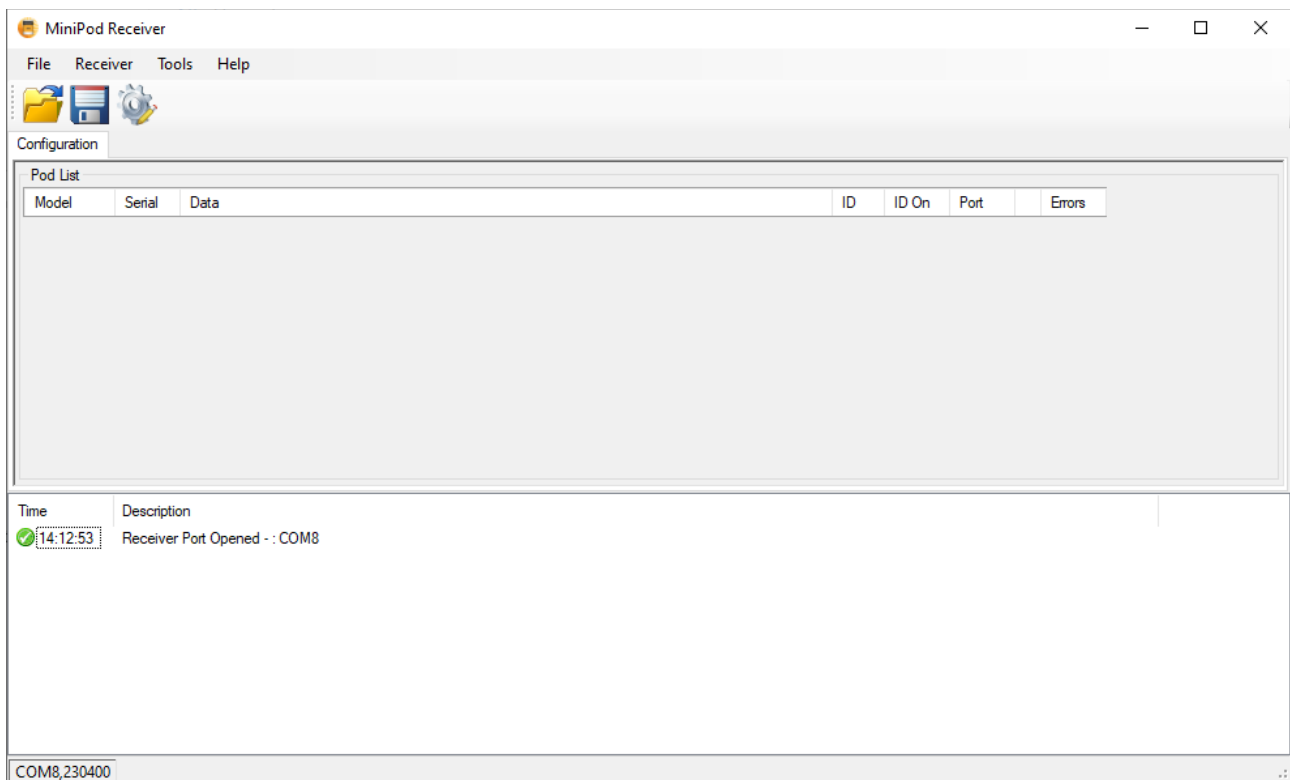 MiniPod Receiver
File Receiver Tools Help
Configuration
Pod List
Model Serial Data ID ID On Port Errors
Time Description
14:12:53 Receiver Port Opened - : COM8
COM8,230400